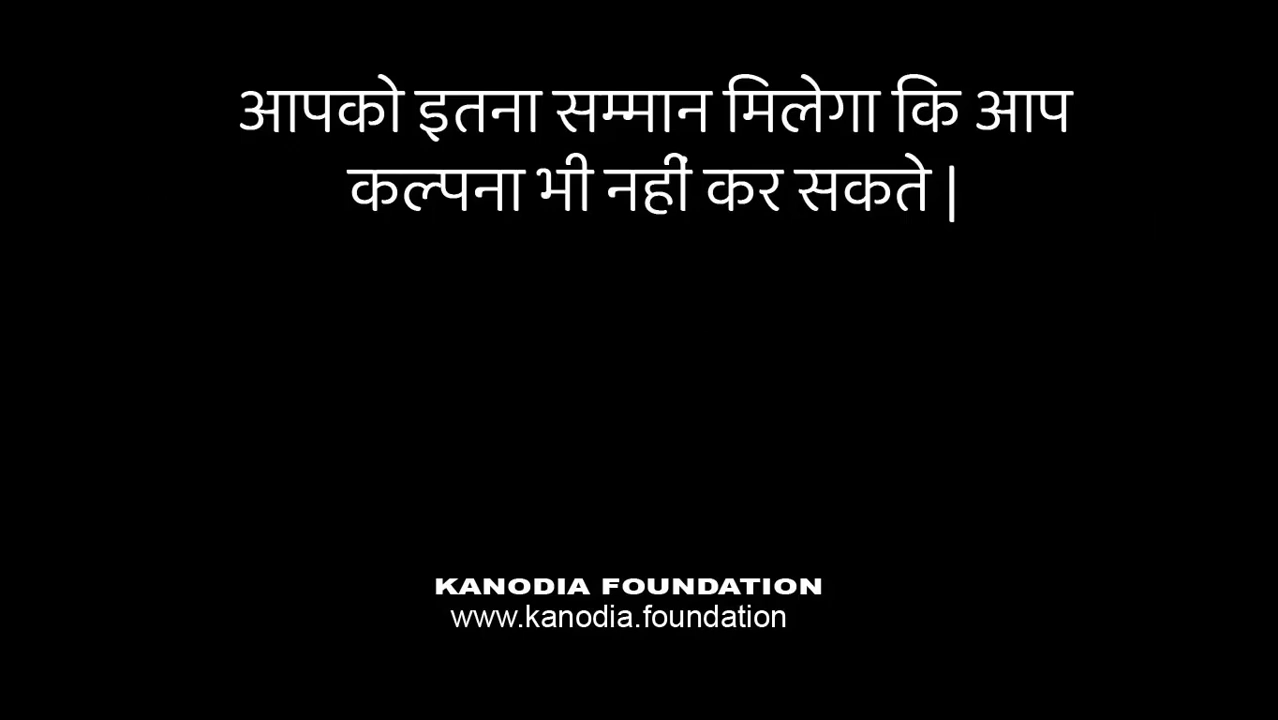 आपको इतना सम्मान मिलेगा कि आप
कल्पना भी नहीं कर सकते |
KANODIA FOUNDATION
www.kanodia.foundation